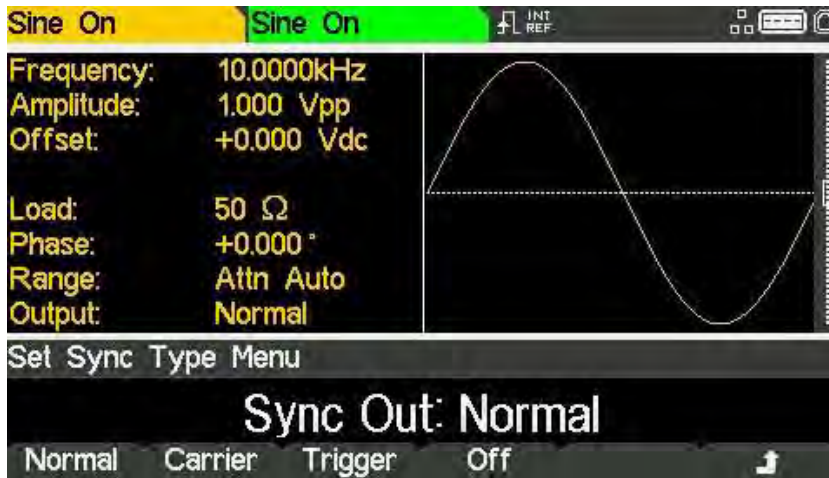 Sine On Sine On INT
REF
Frequency: 10.0000kHz
Amplitude: 1.000 Vpp
Offset: +0.000 Vdc
Load: 50 Ω
Phase: +0.000°
Range: Attn Auto
Output: Normal
Set Sync Type Menu
Sync Out: Normal
Normal Carrier Trigger Off